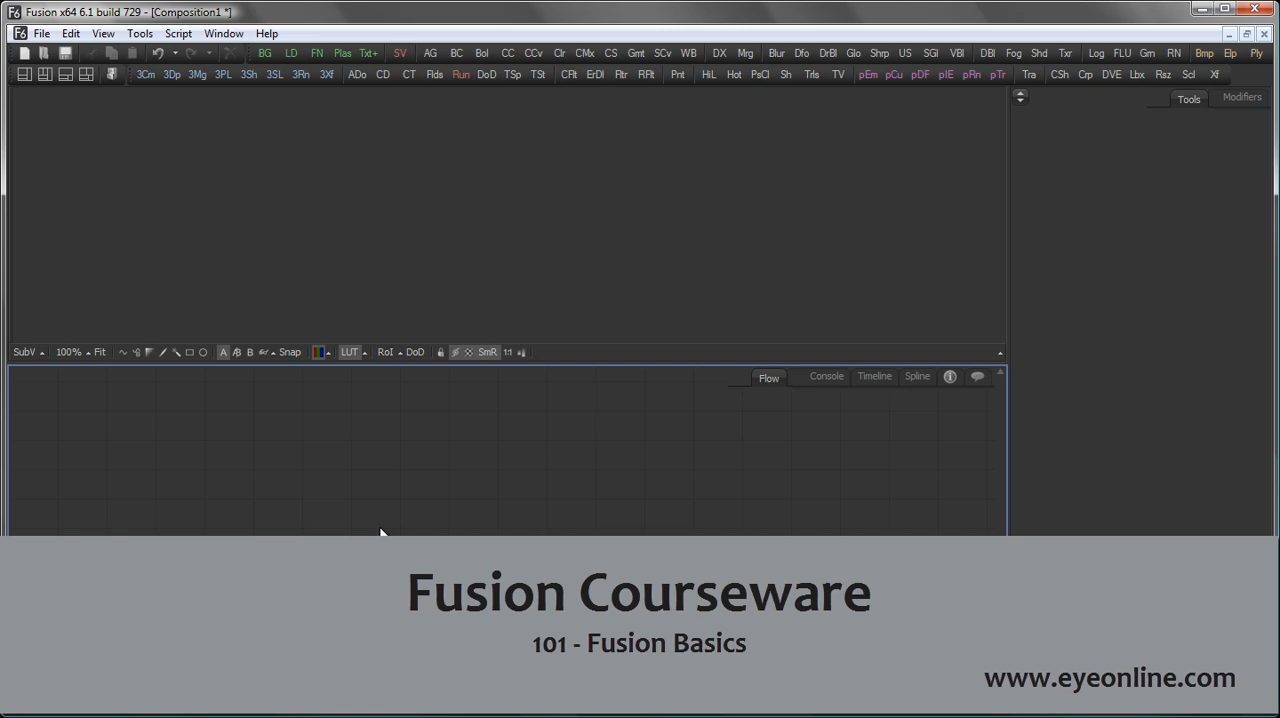 Fusion x64 6.1 build 729 - [Composition1 *]
File Edit View Tools Script Window Help
BG LD FN Plas Txt+ SV AG BC Bol CC CCv Clr CMx CS Gmt SCv WB DX Mrg Blur Dfo DrBl Glo Shrp US SGl VBl DBl Fog Shd Txr Log FLU Gm RN Bmp Elp Ply
3Cm 3Dp 3Mg 3PL 3Sh 3SL 3Rn 3Xf ADo CD CT Flds Run DoD TSp TSt CFlt ErDl Fltr RFlt Pnt HiL Hot PsCl Sh Trls TV pEm pCu pDF pIE pRn pTr Tra CSh Crp DVE Lbx Rsz Scl Xf
Tools Modifiers
SubV 100% Fit A B Snap LUT RoI DoD SmR 1:1
Flow Console Timeline Spline
Fusion Courseware
101 - Fusion Basics
www.eyeonline.com